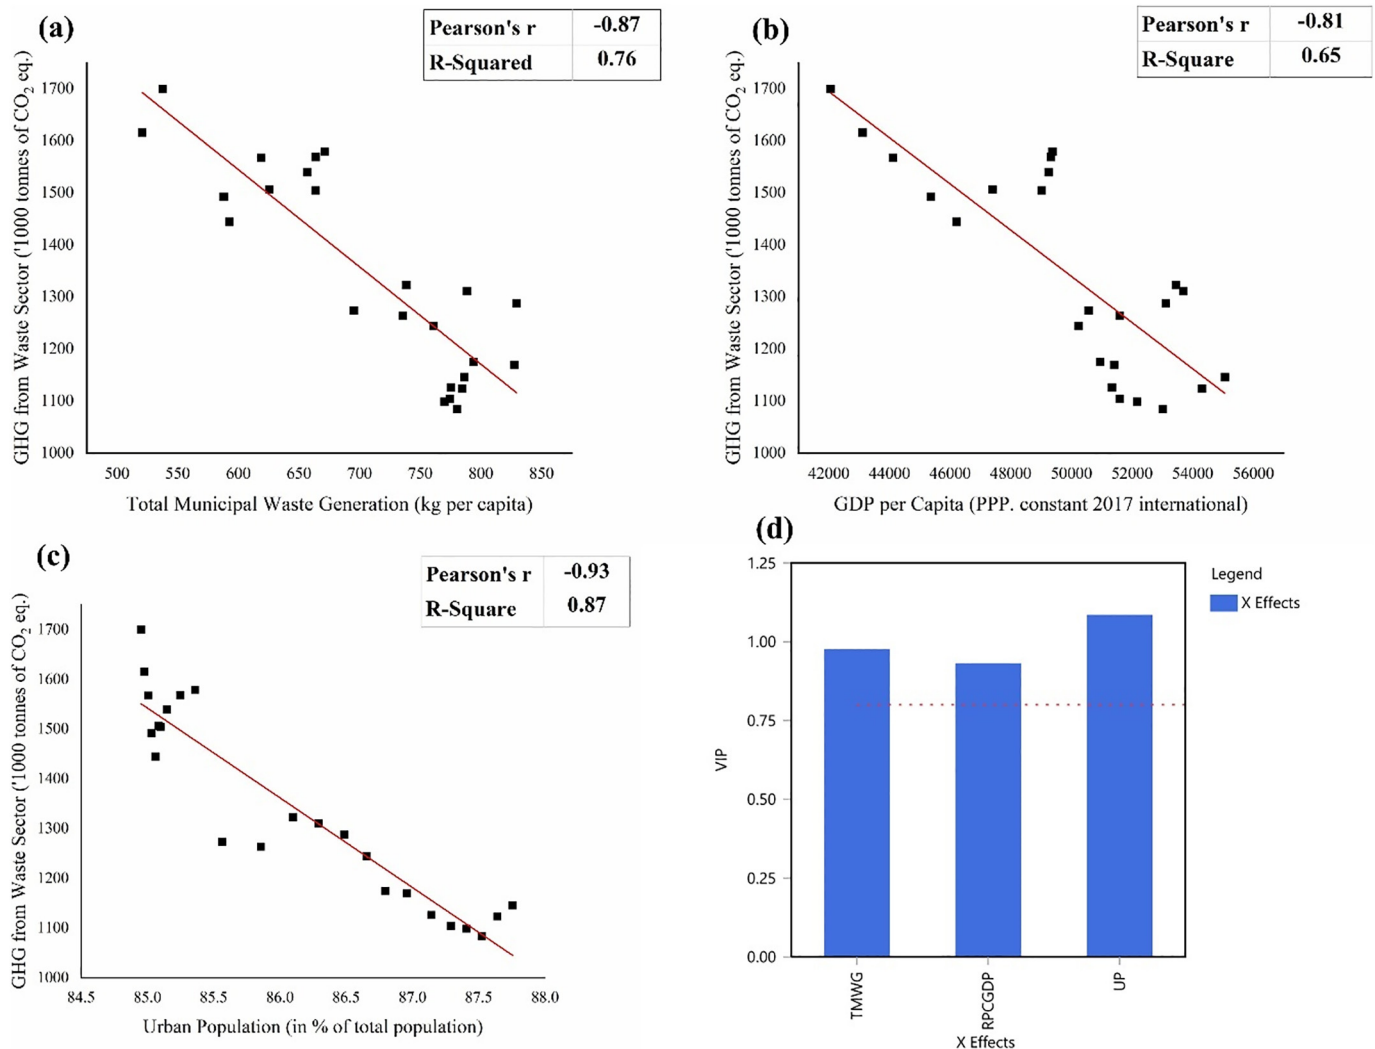 (a)
Pearson's r -0.87
R-Squared 0.76
GHG from Waste Sector ('1000 tonnes of CO2 eq.)
1700
1600
1500
1400
1300
1200
1100
1000
500 550 600 650 700 750 800 850
Total Municipal Waste Generation (kg per capita)
(b)
Pearson's r -0.81
R-Square 0.65
GHG from Waste Sector ('1000 tonnes of CO2 eq.)
1700
1600
1500
1400
1300
1200
1100
1000
42000 44000 46000 48000 50000 52000 54000 56000
GDP per Capita (PPP. constant 2017 international)
(c)
Pearson's r -0.93
R-Square 0.87
GHG from Waste Sector ('1000 tonnes of CO2 eq.)
1700
1600
1500
1400
1300
1200
1100
1000
84.5 85.0 85.5 86.0 86.5 87.0 87.5 88.0
Urban Population (in % of total population)
(d)
Legend
X Effects
VIP
1.25
1.00
0.75
0.50
0.25
0.00
TMWG RPCGDP UP
X Effects